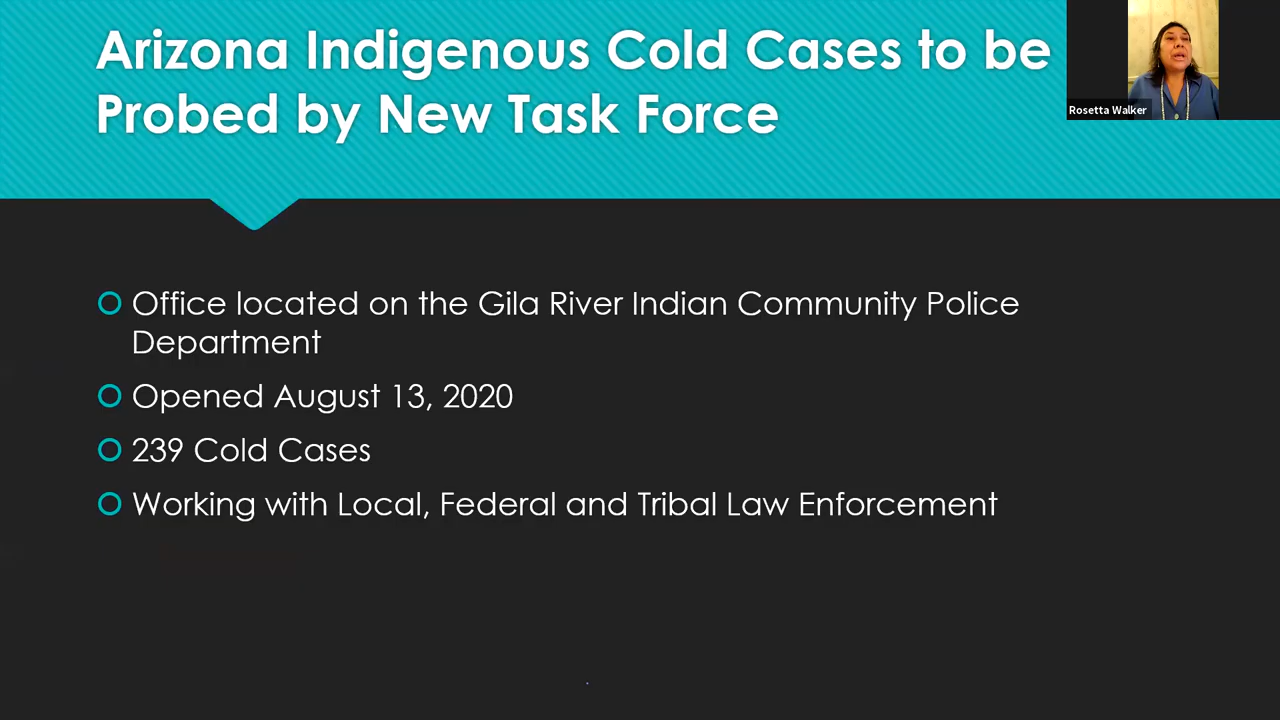 Arizona Indigenous Cold Cases to be
Probed by New Task Force
Rosetta Walker
Office located on the Gila River Indian Community Police
Department
Opened August 13, 2020
239 Cold Cases
Working with Local, Federal and Tribal Law Enforcement